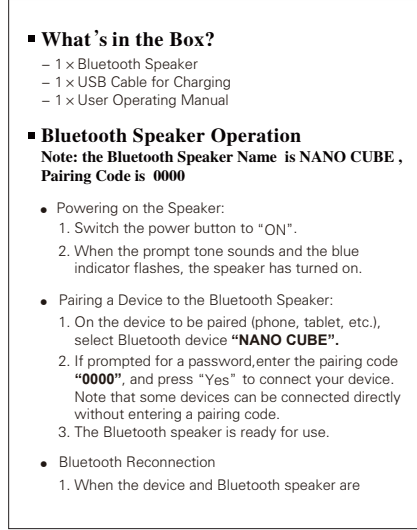 ▪ What's in the Box?
– 1 × Bluetooth Speaker
– 1 × USB Cable for Charging
– 1 × User Operating Manual
▪ Bluetooth Speaker Operation
Note: the Bluetooth Speaker Name is NANO CUBE ,
Pairing Code is 0000
● Powering on the Speaker:
1. Switch the power button to "ON".
2. When the prompt tone sounds and the blue
indicator flashes, the speaker has turned on.
● Pairing a Device to the Bluetooth Speaker:
1. On the device to be paired (phone, tablet, etc.),
select Bluetooth device "NANO CUBE".
2. If prompted for a password,enter the pairing code
"0000", and press "Yes" to connect your device.
Note that some devices can be connected directly
without entering a pairing code.
3. The Bluetooth speaker is ready for use.
● Bluetooth Reconnection
1. When the device and Bluetooth speaker are